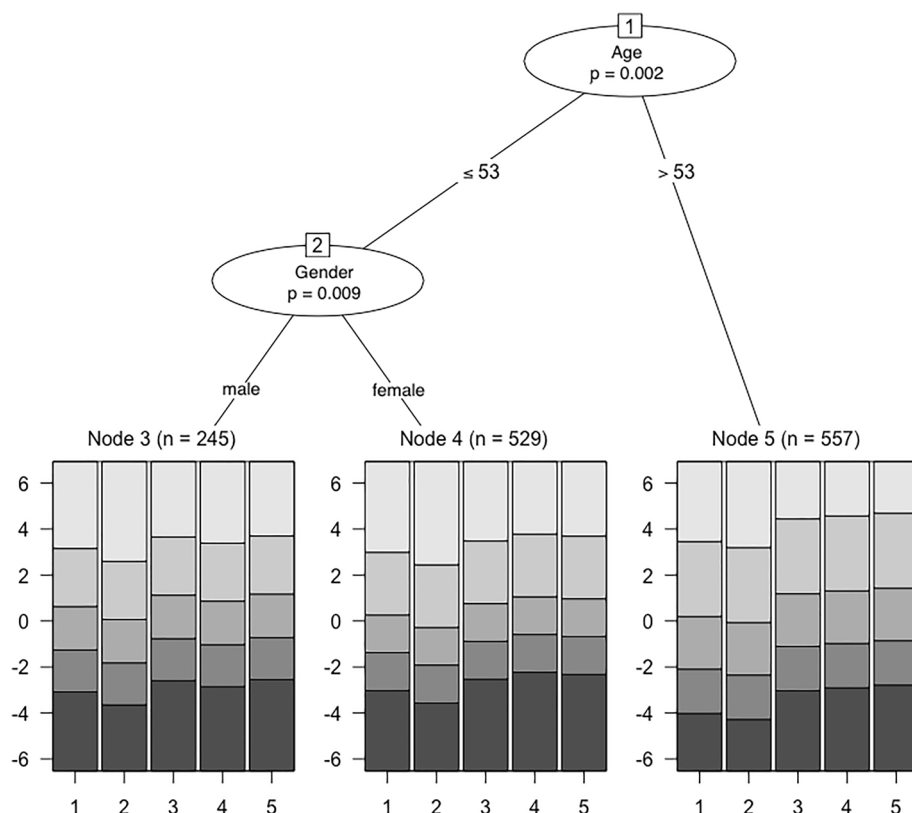 1
Age
p = 0.002
≤ 53
> 53
2
Gender
p = 0.009
male
female
Node 3 (n = 245)
Node 4 (n = 529)
Node 5 (n = 557)
6
4
2
0
-2
-4
-6
1 2 3 4 5
6
4
2
0
-2
-4
-6
1 2 3 4 5
6
4
2
0
-2
-4
-6
1 2 3 4 5